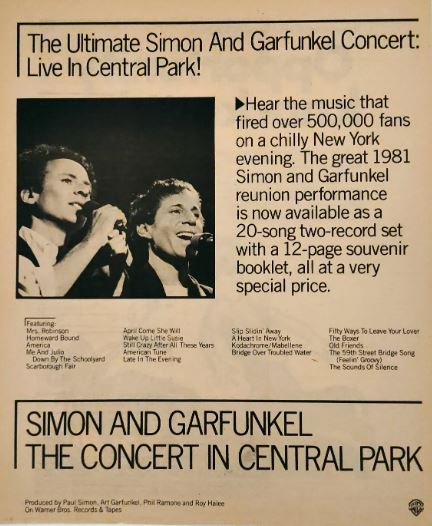 The Ultimate Simon And Garfunkel Concert:
Live In Central Park!
▶Hear the music that
fired over 500,000 fans
on a chilly New York
evening. The great 1981
Simon and Garfunkel
reunion performance
is now available as a
20-song two-record set
with a 12-page souvenir
booklet, all at a very
special price.
Featuring:
Mrs. Robinson
Homeward Bound
America
Me And Julio
Down By The Schoolyard
Scarborough Fair
April Come She Will
Wake Up Little Susie
Still Crazy After All These Years
American Tune
Late In The Evening
Slip Slidin' Away
A Heart In New York
Kodachrome/Mabellene
Bridge Over Troubled Water
Fifty Ways To Leave Your Lover
The Boxer
Old Friends
The 59th Street Bridge Song
(Feelin' Groovy)
The Sounds Of Silence
SIMON AND GARFUNKEL
THE CONCERT IN CENTRAL PARK
Produced by Paul Simon, Art Garfunkel, Phil Ramone and Roy Halee
On Warner Bros. Records & Tapes